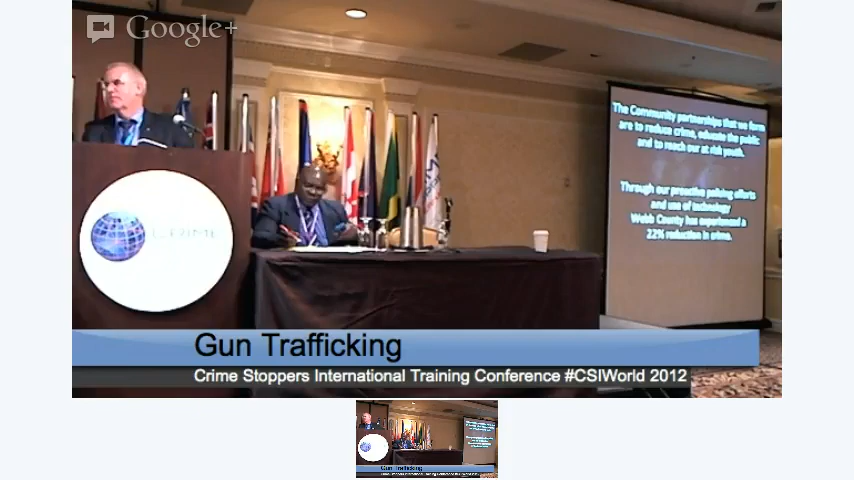 Google+
The Community partnerships that we form
are to reduce crime, educate the public
and to reach our at risk youth.
Through our proactive policing efforts
and use of technology
Webb County has experienced a
22% reduction in crime.
Gun Trafficking
Crime Stoppers International Training Conference #CSIWorld 2012
Gun Trafficking